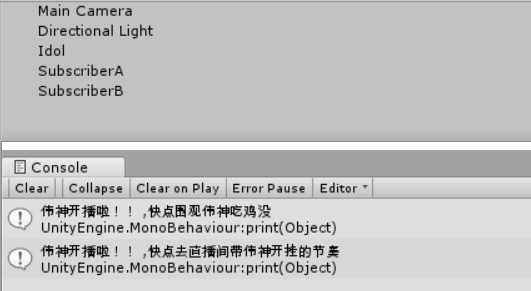 Main Camera
Directional Light
Idol
SubscriberA
SubscriberB
Console
Clear Collapse Clear on Play Error Pause Editor
伟神开播啦！！,快点围观伟神吃鸡没
UnityEngine.MonoBehaviour:print(Object)
伟神开播啦！！,快点去直播间带伟神开挂的节奏
UnityEngine.MonoBehaviour:print(Object)